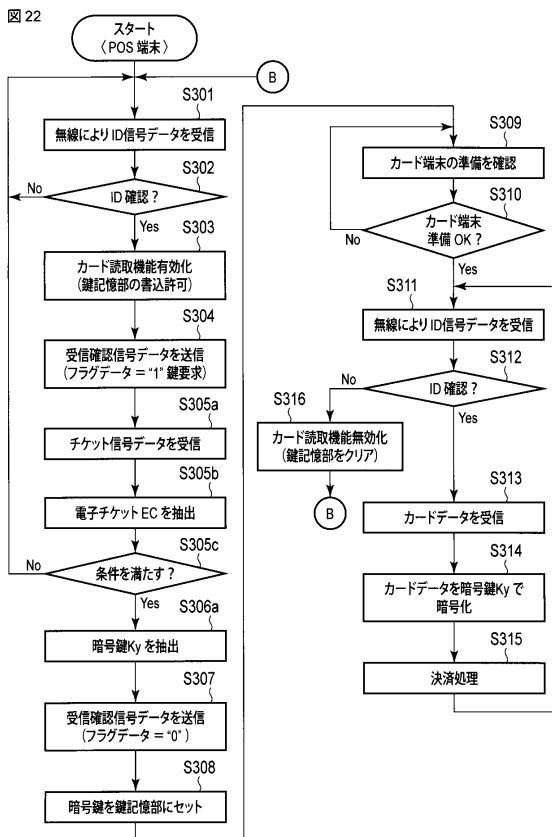 図 22
スタート
〈 POS 端末 〉
B
S301
無線により ID信号データを受信
S302
ID 確認？
No
Yes
S303
カード読取機能有効化
(鍵記憶部の書込許可)
S304
受信確認信号データを送信
(フラグデータ = “1” 鍵要求)
S305a
チケット信号データを受信
S305b
電子チケット EC を抽出
S305c
条件を満たす？
No
Yes
S306a
暗号鍵Ky を抽出
S307
受信確認信号データを送信
(フラグデータ = “0” )
S308
暗号鍵を鍵記憶部にセット
S309
カード端末の準備を確認
S310
カード端末
準備 OK？
No
Yes
S311
無線により ID信号データを受信
S312
ID 確認？
No
Yes
S316
カード読取機能無効化
(鍵記憶部をクリア)
B
S313
カードデータを受信
S314
カードデータを暗号鍵Ky で
暗号化
S315
決済処理